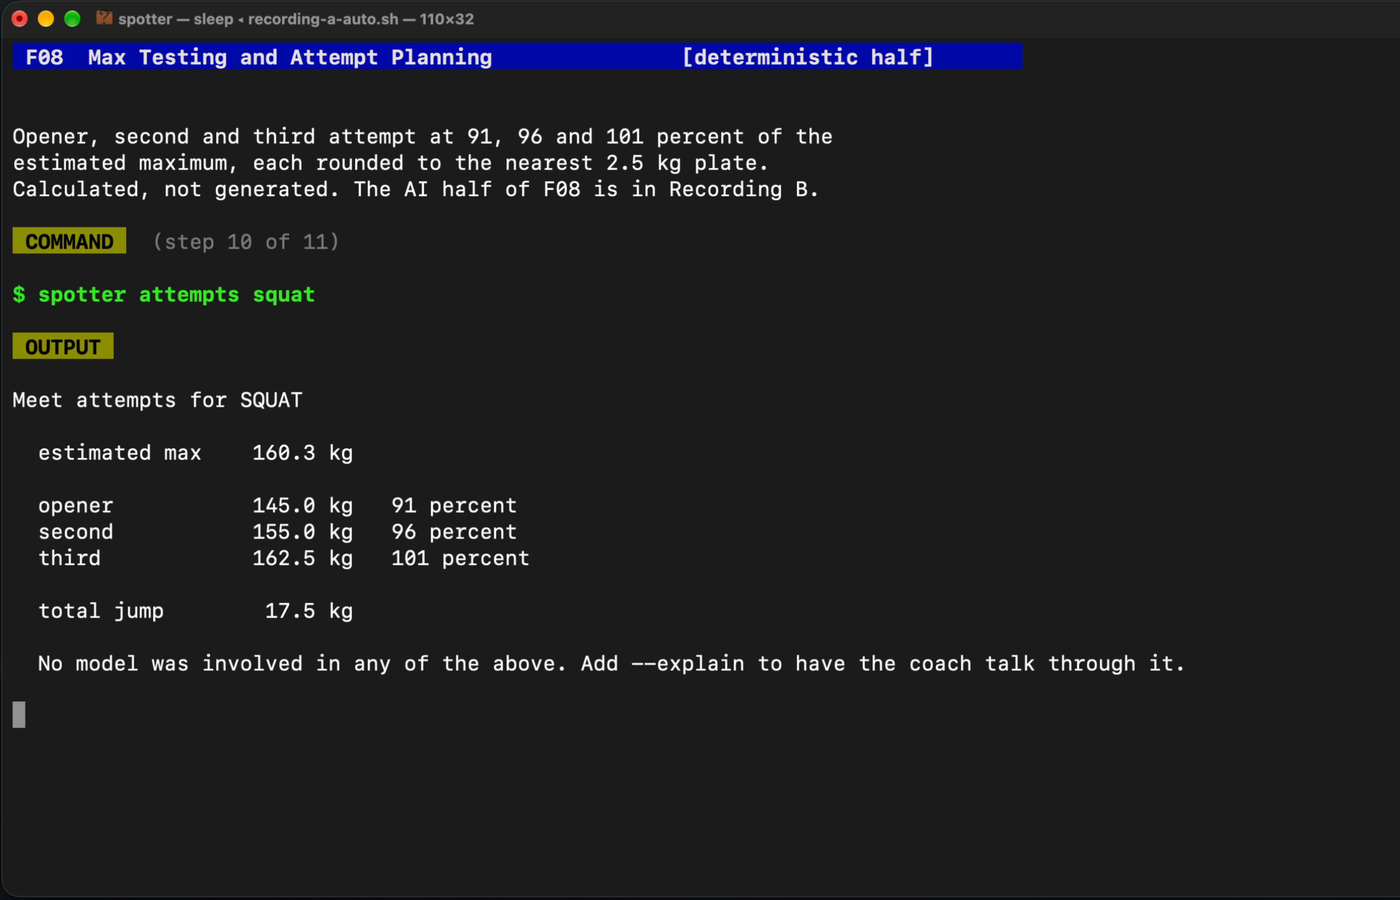 spotter — sleep ◂ recording-a-auto.sh — 110×32
F08  Max Testing and Attempt Planning  [deterministic half]
Opener, second and third attempt at 91, 96 and 101 percent of the
estimated maximum, each rounded to the nearest 2.5 kg plate.
Calculated, not generated. The AI half of F08 is in Recording B.
COMMAND  (step 10 of 11)
$ spotter attempts squat
OUTPUT
Meet attempts for SQUAT
estimated max  160.3 kg
opener  145.0 kg  91 percent
second  155.0 kg  96 percent
third  162.5 kg  101 percent
total jump  17.5 kg
No model was involved in any of the above. Add --explain to have the coach talk through it.